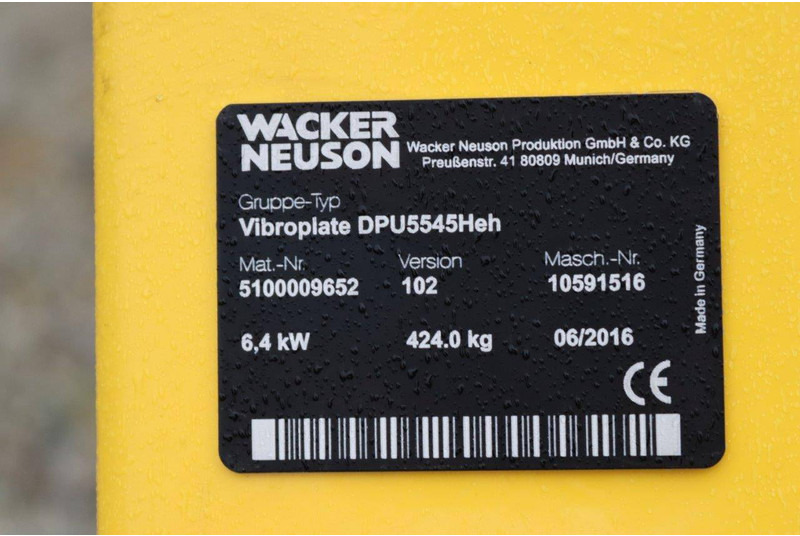 WACKER
NEUSON
Wacker Neuson Produktion GmbH & Co. KG
Preußenstr. 41 80809 Munich/Germany
Gruppe-Typ
Vibroplate DPU5545Heh
Mat.-Nr. Version Masch.-Nr.
5100009652 102 10591516
6,4 kW 424.0 kg 06/2016
Made in Germany
CE